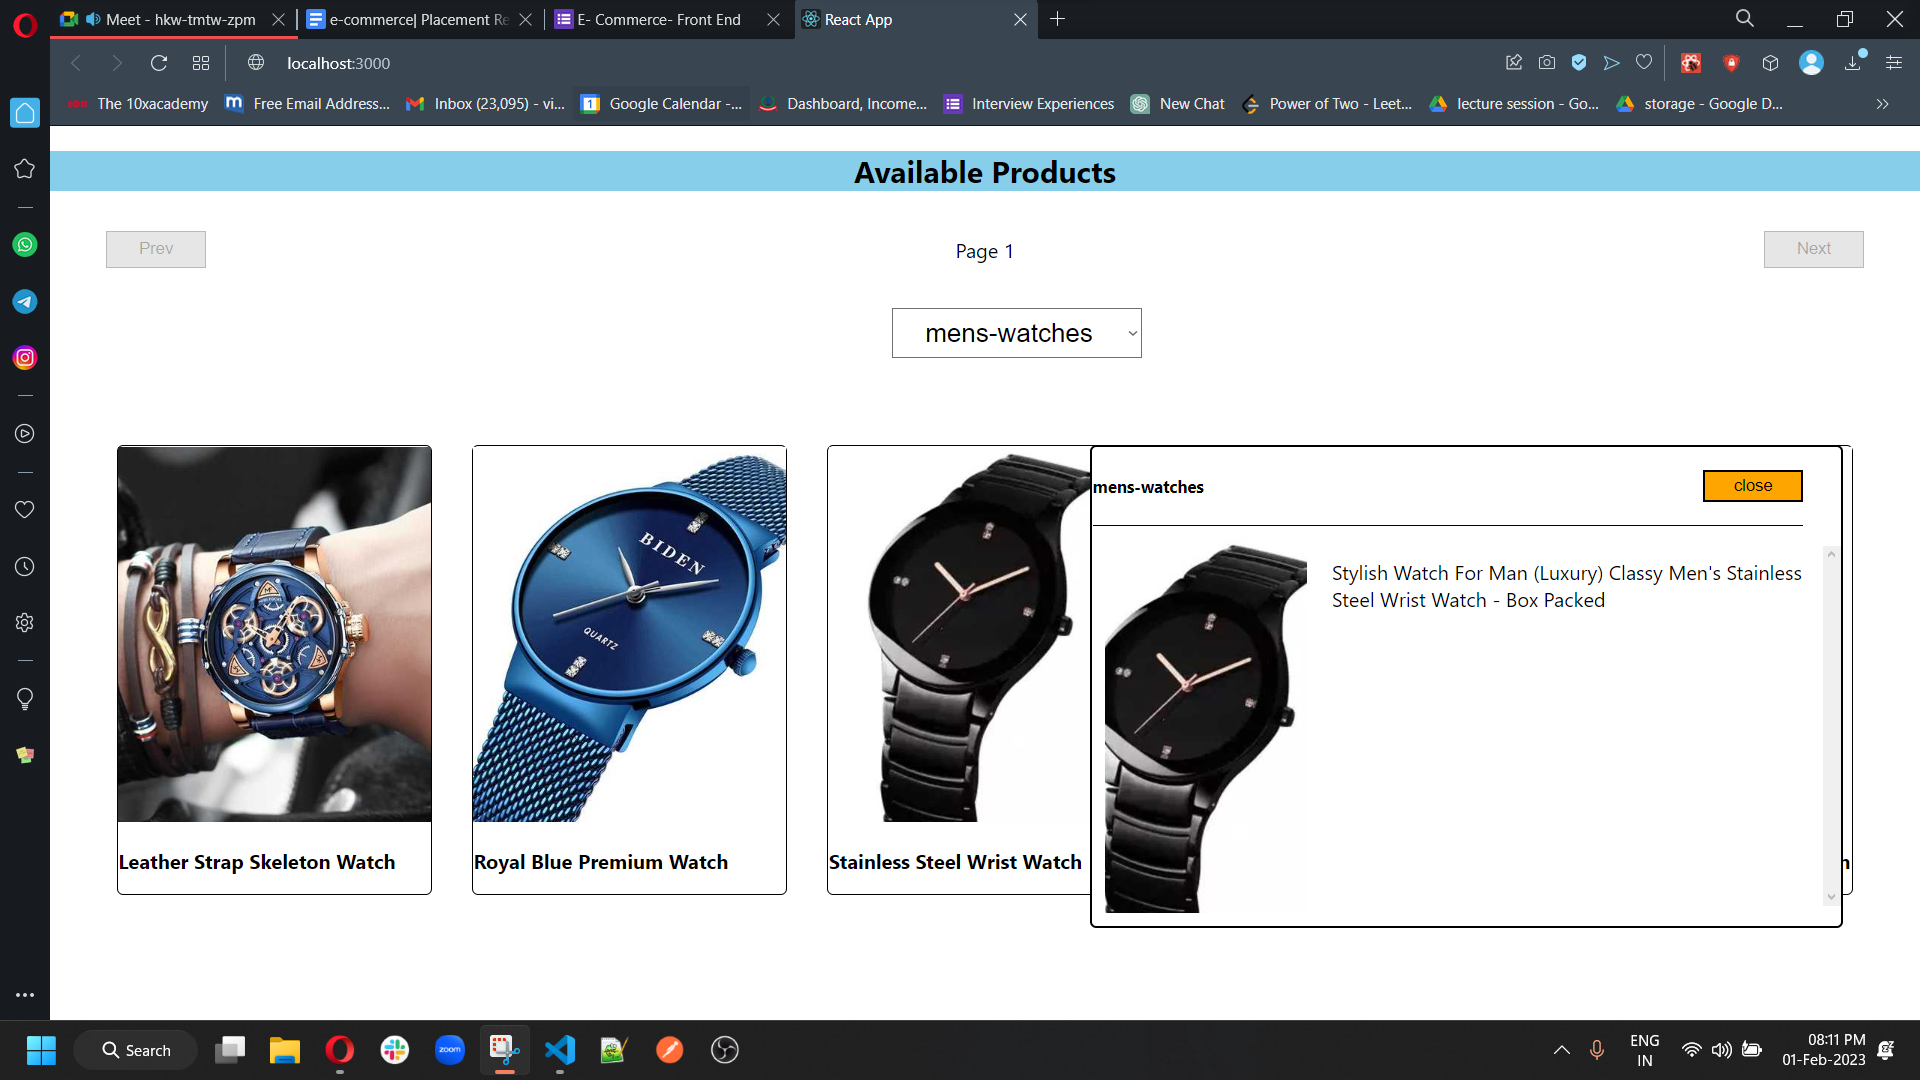 Meet - hkw-tmtw-zpm
e-commerce| Placement Re
E- Commerce- Front End
React App
localhost:3000
The 10xacademy
Free Email Address...
Inbox (23,095) - vi...
Google Calendar -...
Dashboard, Income...
Interview Experiences
New Chat
Power of Two - Leet...
lecture session - Go...
storage - Google D...
Available Products
Prev
Page 1
Next
mens-watches
BIDEN
QUARTZ
Leather Strap Skeleton Watch
Royal Blue Premium Watch
Stainless Steel Wrist Watch
mens-watches
close
Stylish Watch For Man (Luxury) Classy Men's Stainless
Steel Wrist Watch - Box Packed
Search
zoom
ENG
IN
08:11 PM
01-Feb-2023